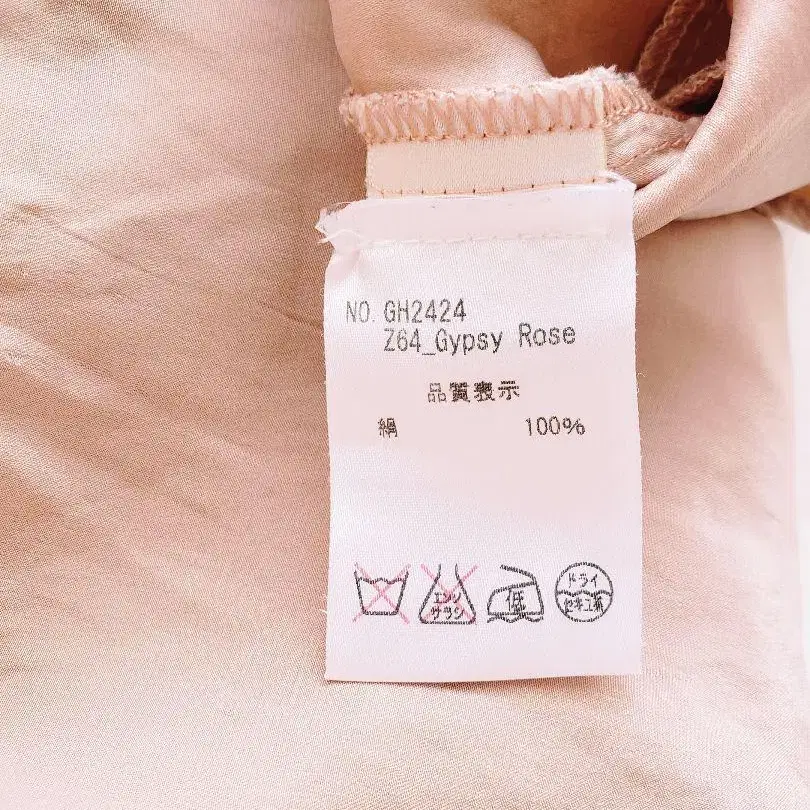 NO. GH2424
Z64_Gypsy Rose
品質表示
絹 100%
エンソ
サラシ
低
ドライ
セキユ系